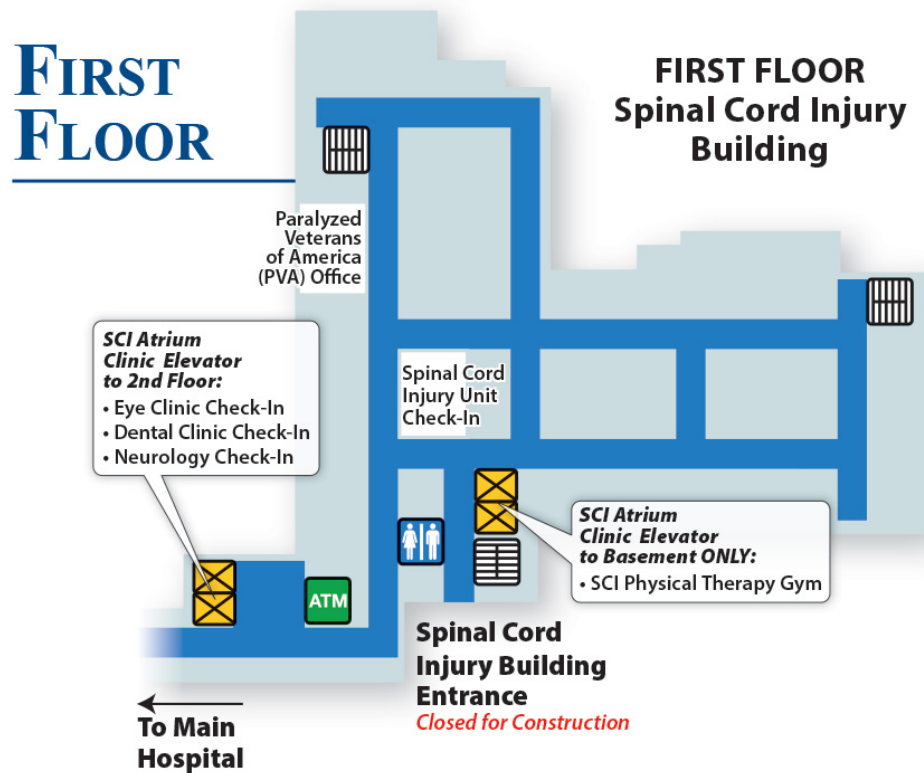 FIRST
FLOOR
FIRST FLOOR
Spinal Cord Injury
Building
Paralyzed
Veterans
of America
(PVA) Office
SCI Atrium
Clinic Elevator
to 2nd Floor:
• Eye Clinic Check-In
• Dental Clinic Check-In
• Neurology Check-In
Spinal Cord
Injury Unit
Check-In
SCI Atrium
Clinic Elevator
to Basement ONLY:
• SCI Physical Therapy Gym
ATM
Spinal Cord
Injury Building
Entrance
Closed for Construction
To Main
Hospital